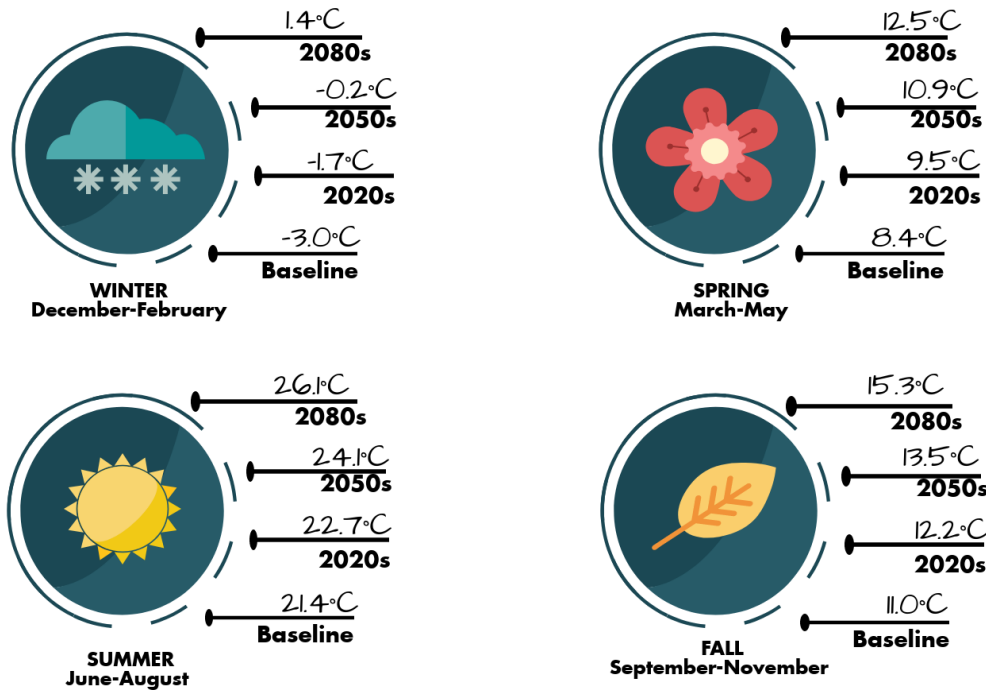 1.4°C
2080s
-0.2°C
2050s
-1.7°C
2020s
-3.0°C
Baseline
WINTER
December-February
12.5°C
2080s
10.9°C
2050s
9.5°C
2020s
8.4°C
Baseline
SPRING
March-May
26.1°C
2080s
24.1°C
2050s
22.7°C
2020s
21.4°C
Baseline
SUMMER
June-August
15.3°C
2080s
13.5°C
2050s
12.2°C
2020s
11.0°C
Baseline
FALL
September-November